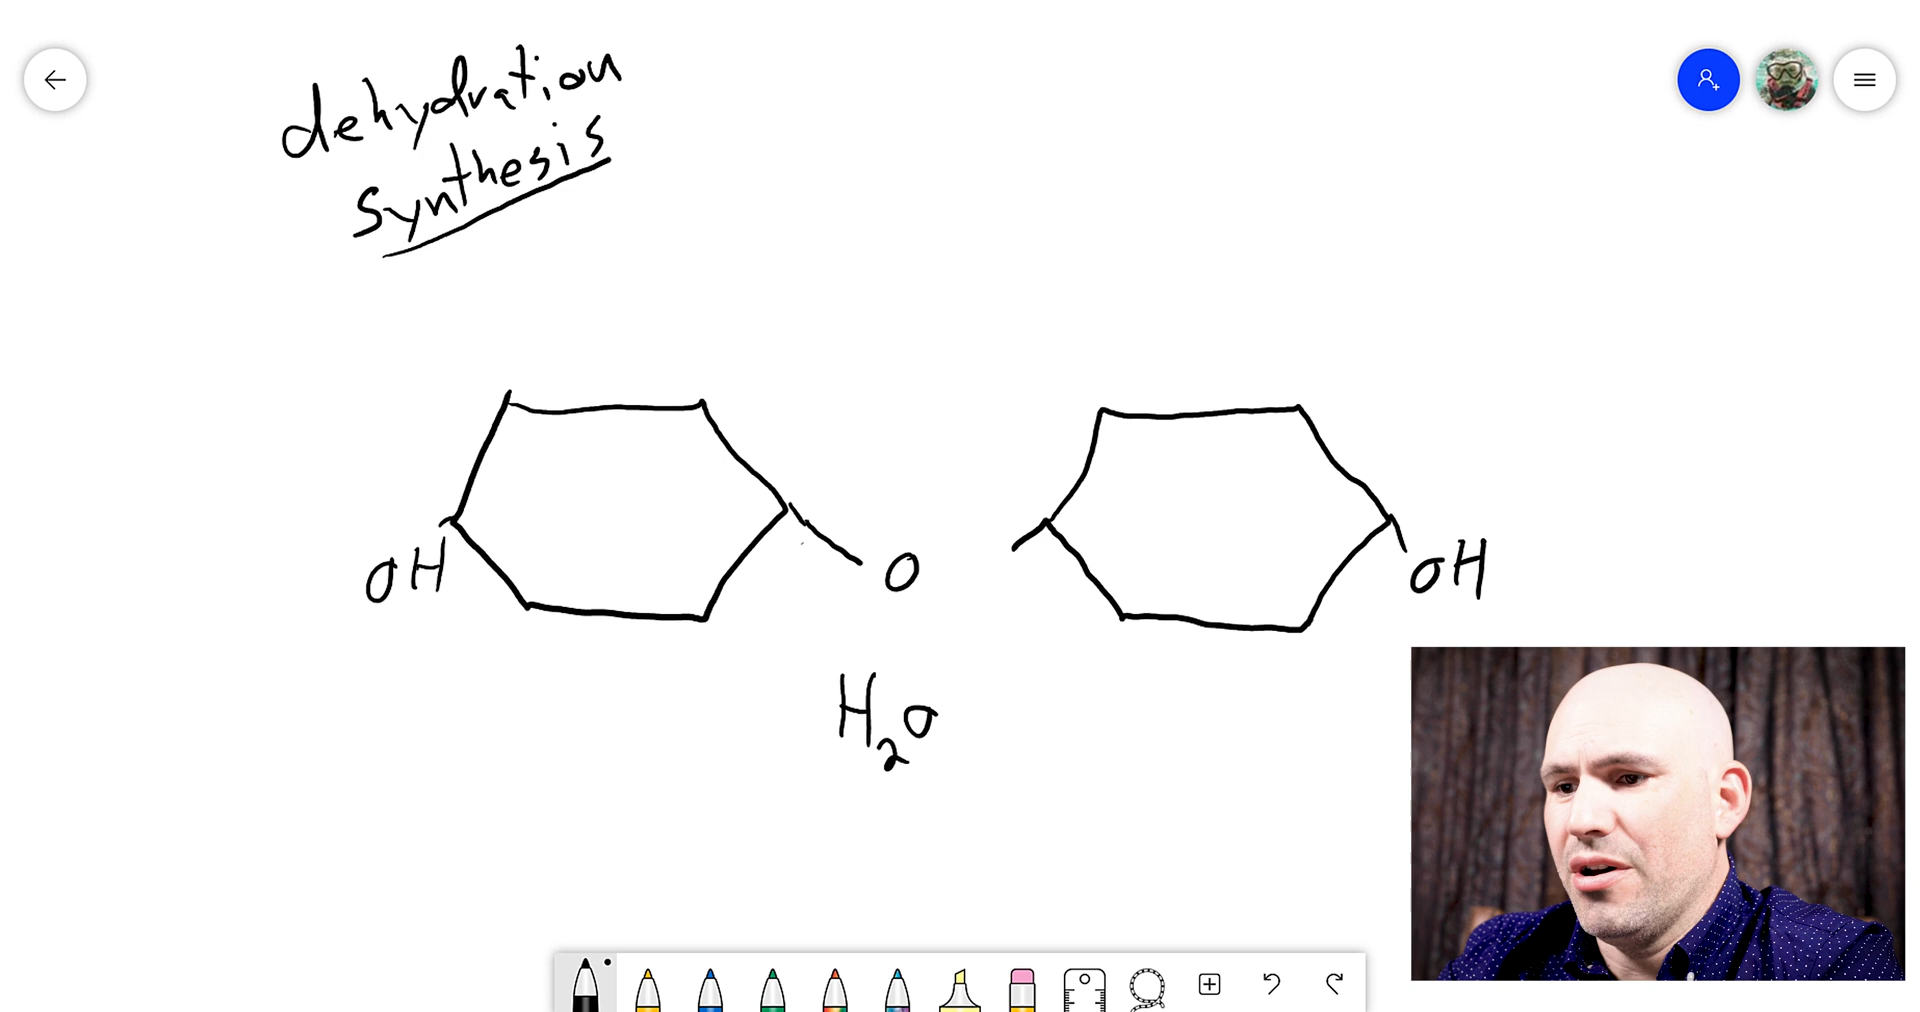 dehydration
synthesis
OH
O
OH
H₂O